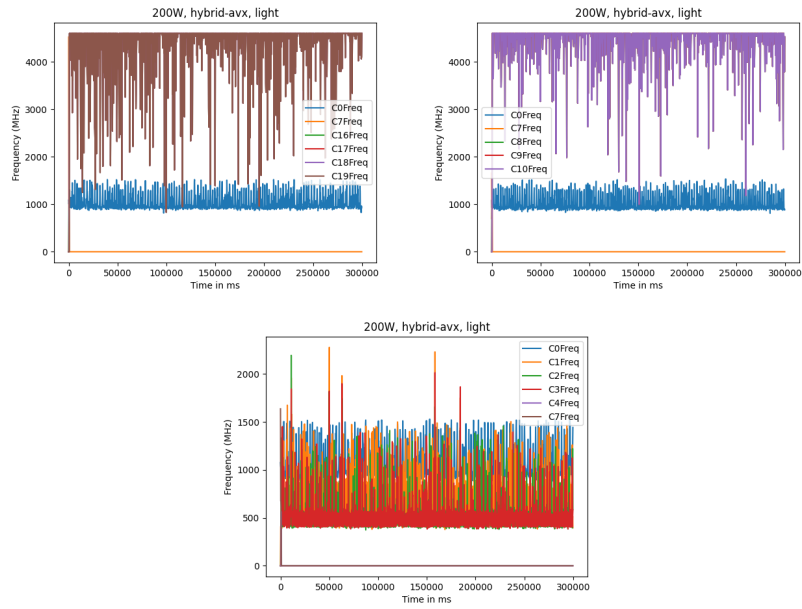 200W, hybrid-avx, light
Frequency (MHz)
4000
3000
2000
1000
0
C0Freq
C7Freq
C16Freq
C17Freq
C18Freq
C19Freq
0 50000 100000 150000 200000 250000 300000
Time in ms
200W, hybrid-avx, light
Frequency (MHz)
4000
3000
2000
1000
0
C0Freq
C7Freq
C8Freq
C9Freq
C10Freq
0 50000 100000 150000 200000 250000 300000
Time in ms
200W, hybrid-avx, light
Frequency (MHz)
2000
1500
1000
500
0
C0Freq
C1Freq
C2Freq
C3Freq
C4Freq
C7Freq
0 50000 100000 150000 200000 250000 300000
Time in ms